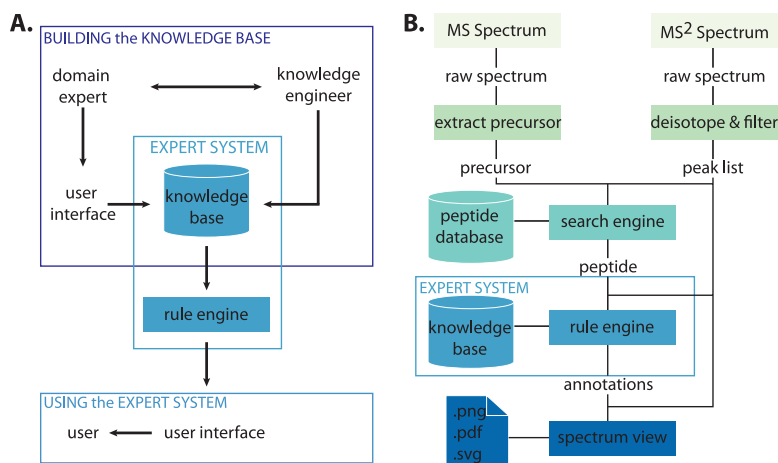 A.
BUILDING the KNOWLEDGE BASE
domain
expert
knowledge
engineer
EXPERT SYSTEM
user
interface
knowledge
base
rule engine
USING the EXPERT SYSTEM
user
user interface
B.
MS Spectrum
MS² Spectrum
raw spectrum
raw spectrum
extract precursor
deisotope & filter
precursor
peak list
peptide
database
search engine
peptide
EXPERT SYSTEM
knowledge
base
rule engine
annotations
.png
.pdf
.svg
spectrum view